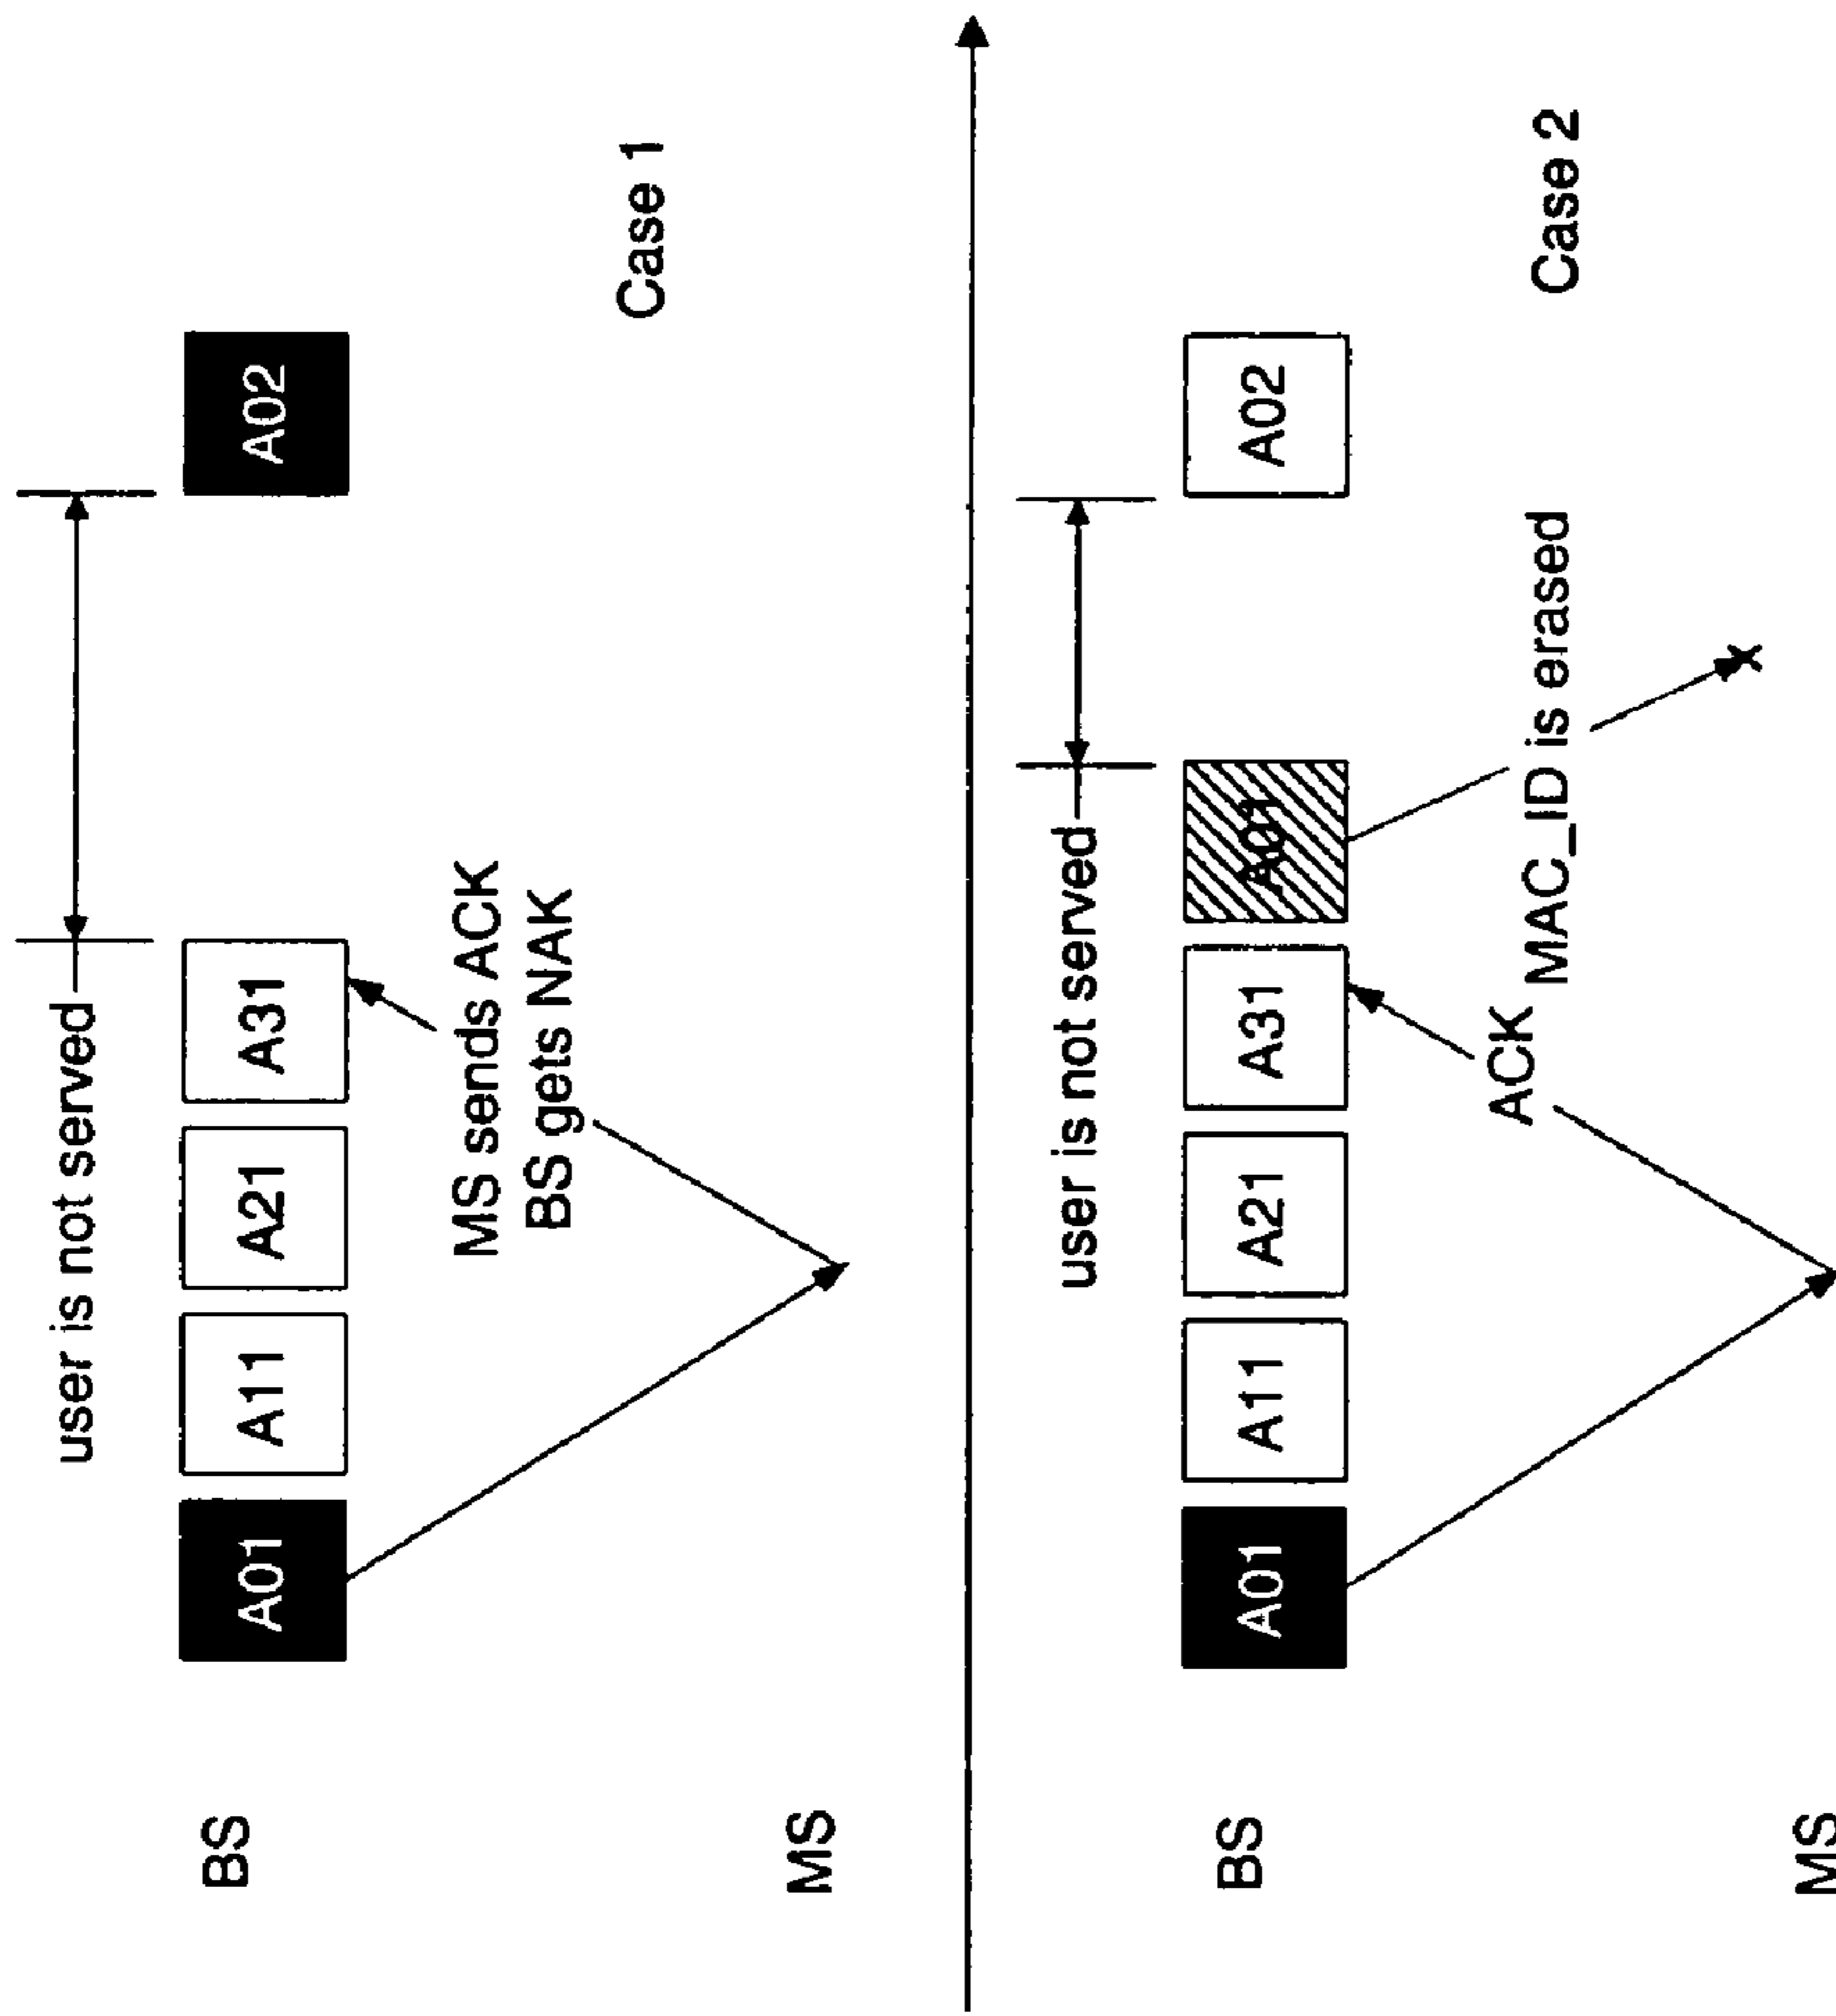 user is not served
BS
A01
A11
A21
A31
A02
MS sends ACK
BS gets NAK
Case 1
MS
user is not served
BS
A01
A11
A21
A31
A02
ACK
MAC_ID is erased
Case 2
X
MS